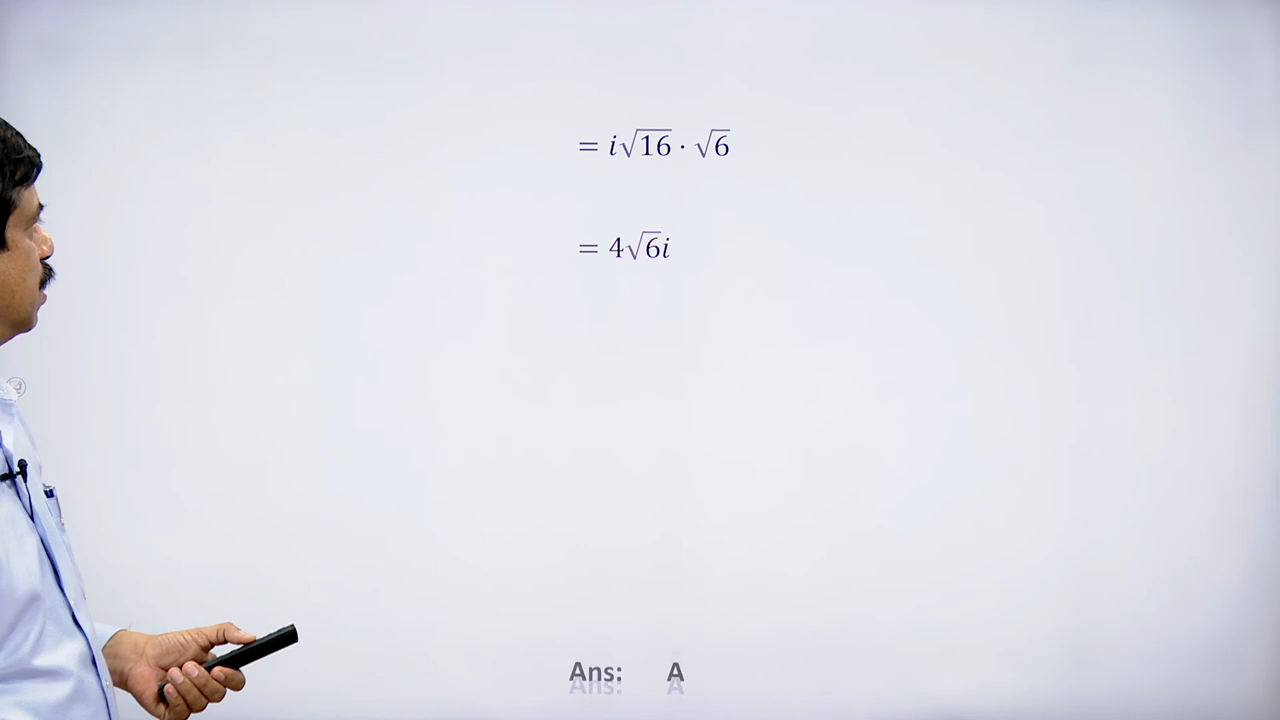 = i√16 · √6
= 4√6i
Ans: A